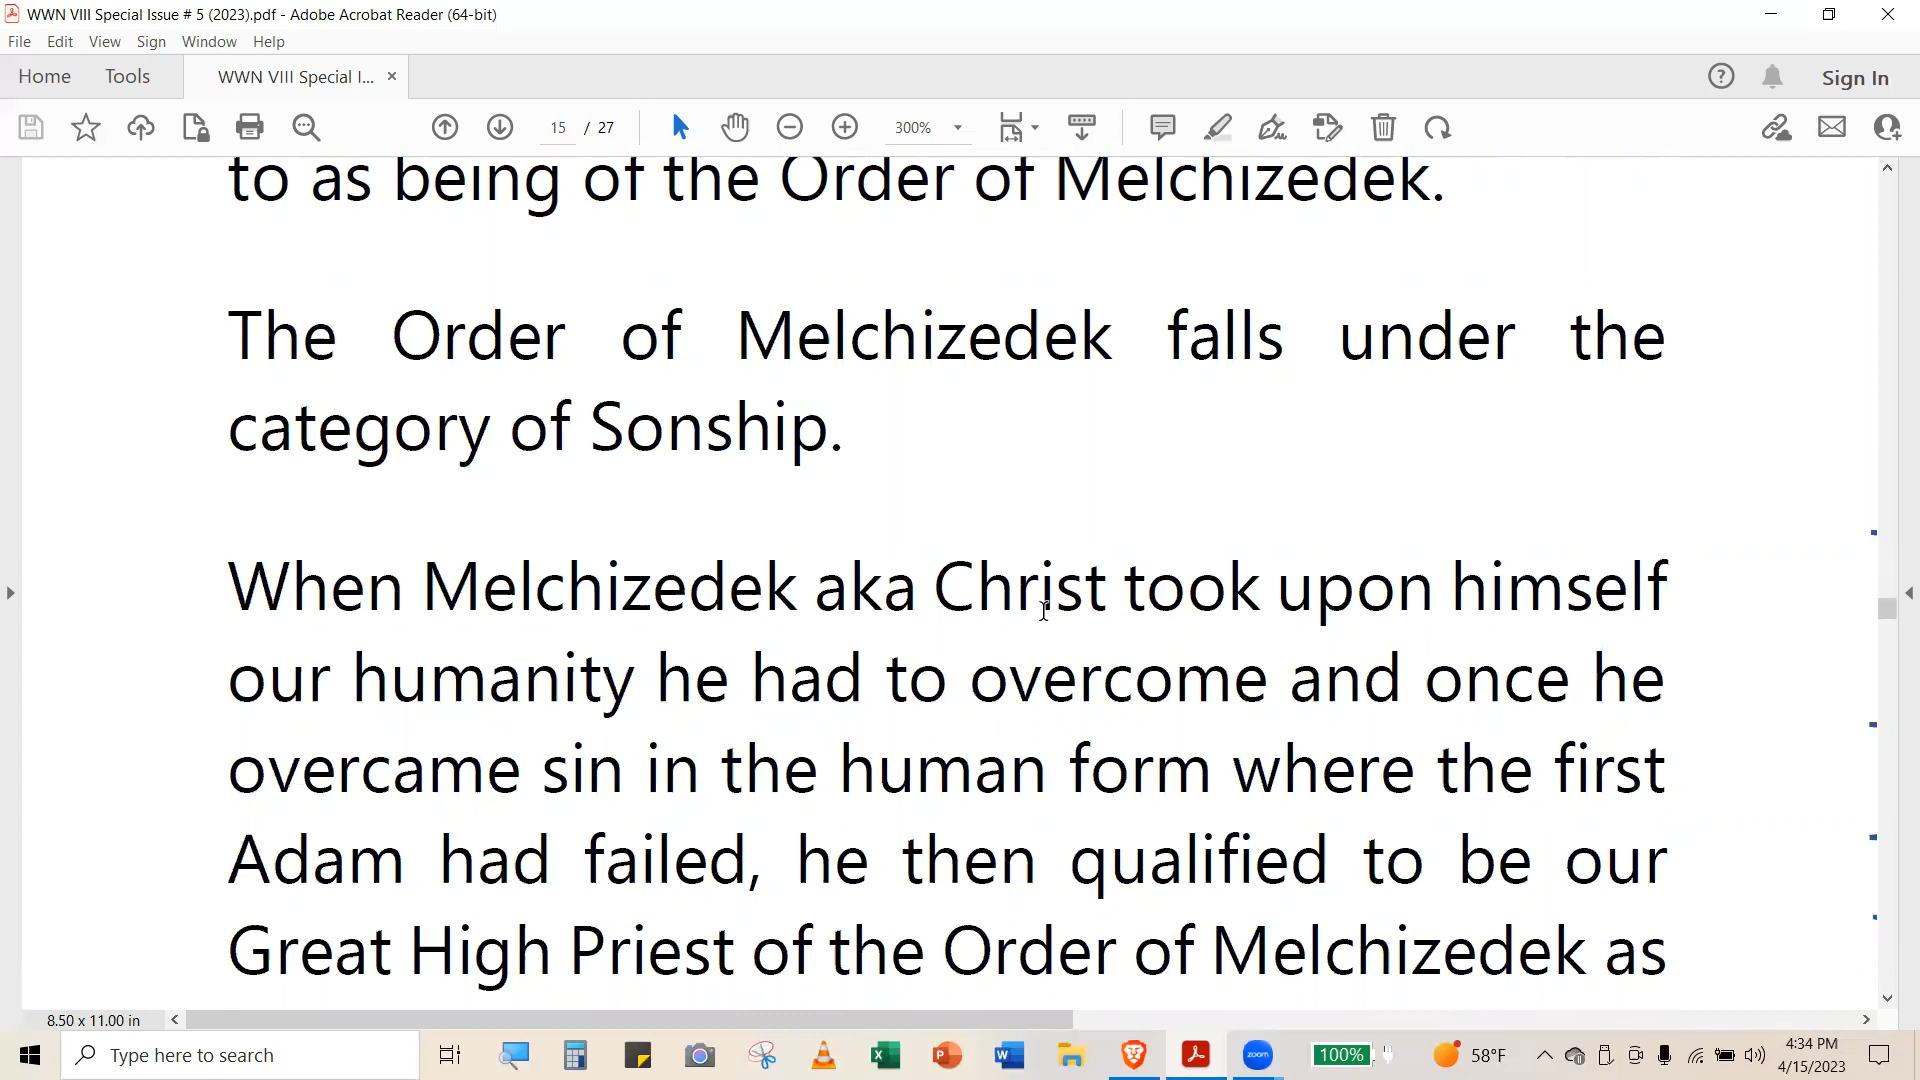 WWN VIII Special Issue # 5 (2023).pdf - Adobe Acrobat Reader (64-bit)
File Edit View Sign Window Help
Home Tools WWN VIII Special I... × Sign In
15 / 27 300%
to as being of the Order of Melchizedek.
The Order of Melchizedek falls under the
category of Sonship.
When Melchizedek aka Christ took upon himself
our humanity he had to overcome and once he
overcame sin in the human form where the first
Adam had failed, he then qualified to be our
Great High Priest of the Order of Melchizedek as
8.50 x 11.00 in
Type here to search
zoom
100%
58°F
4:34 PM
4/15/2023